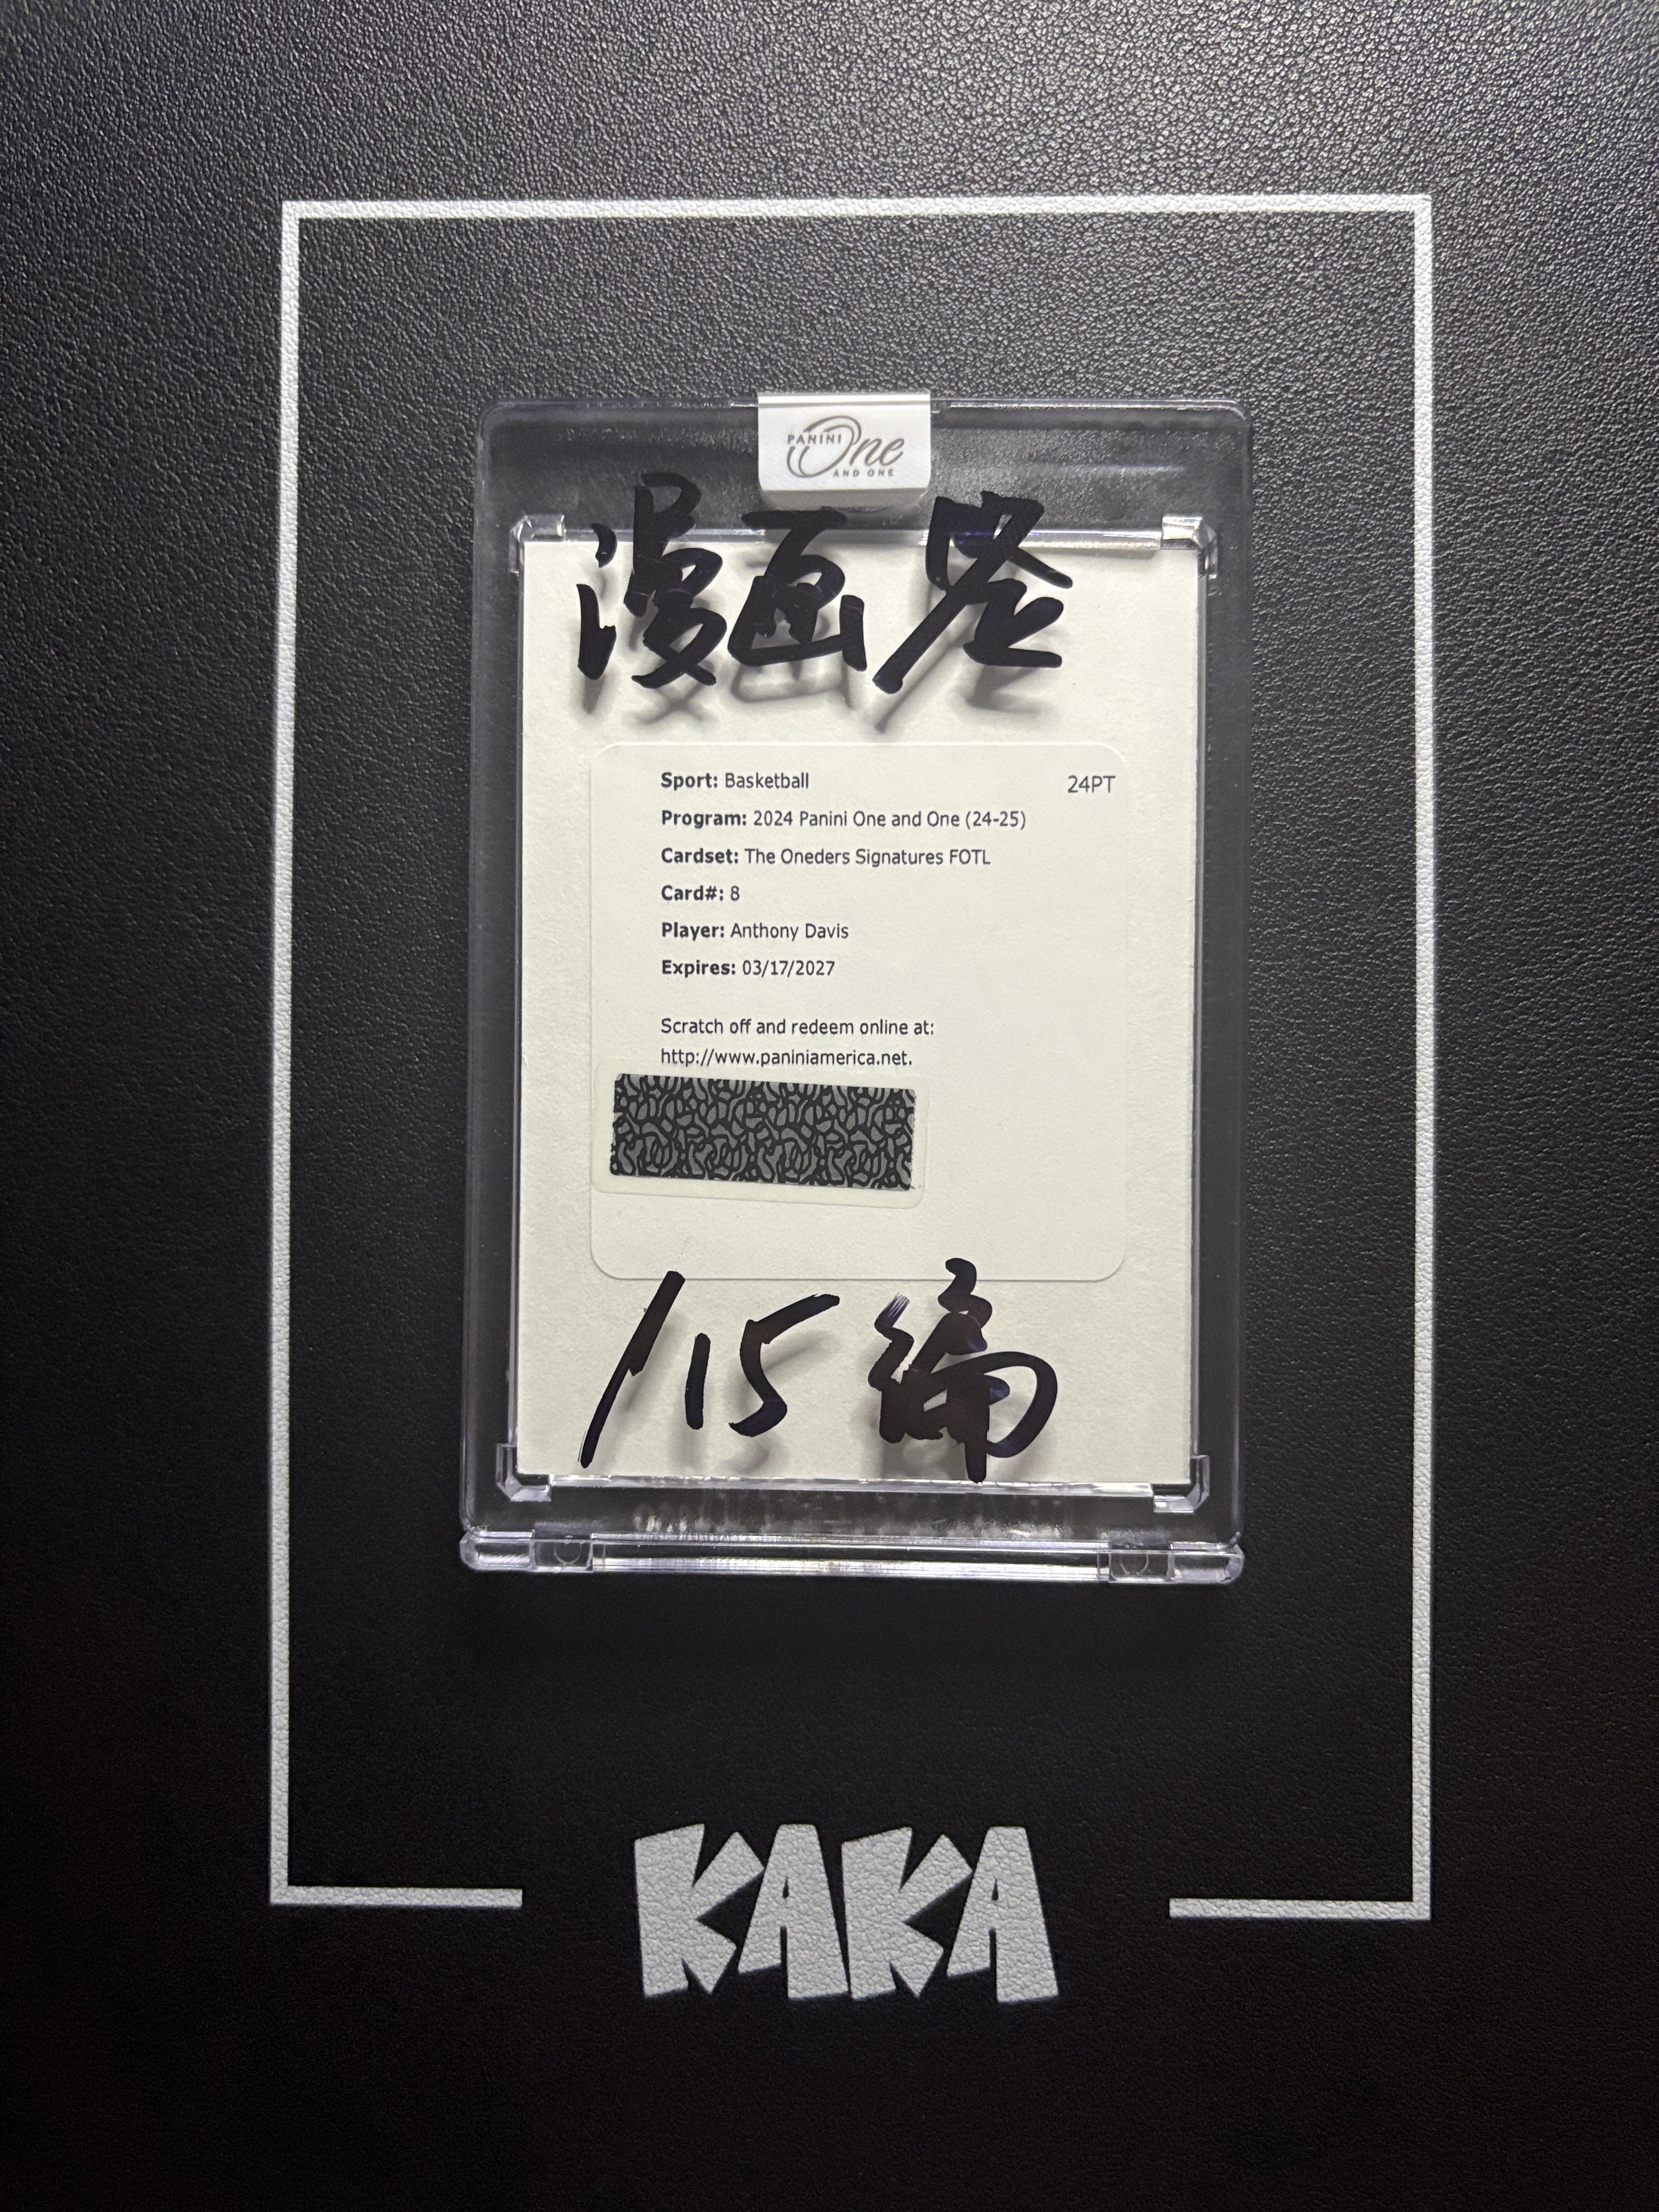 PANINI One AND ONE
漫画签
Sport: Basketball 24PT
Program: 2024 Panini One and One (24-25)
Cardset: The Oneders Signatures FOTL
Card#: 8
Player: Anthony Davis
Expires: 03/17/2027
Scratch off and redeem online at:
http://www.paniniamerica.net.
/15 编
KAKA